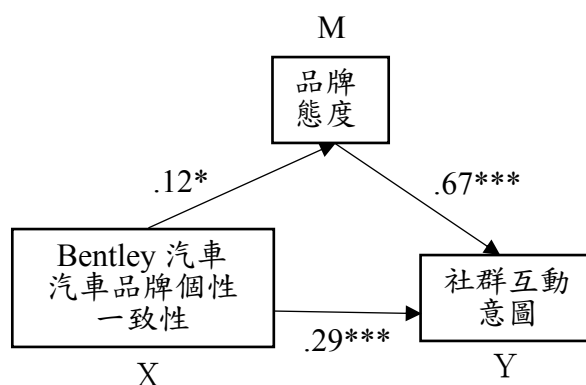 M
品牌
態度
.12*
.67***
Bentley 汽車
汽車品牌個性
一致性
社群互動
意圖
.29***
X
Y